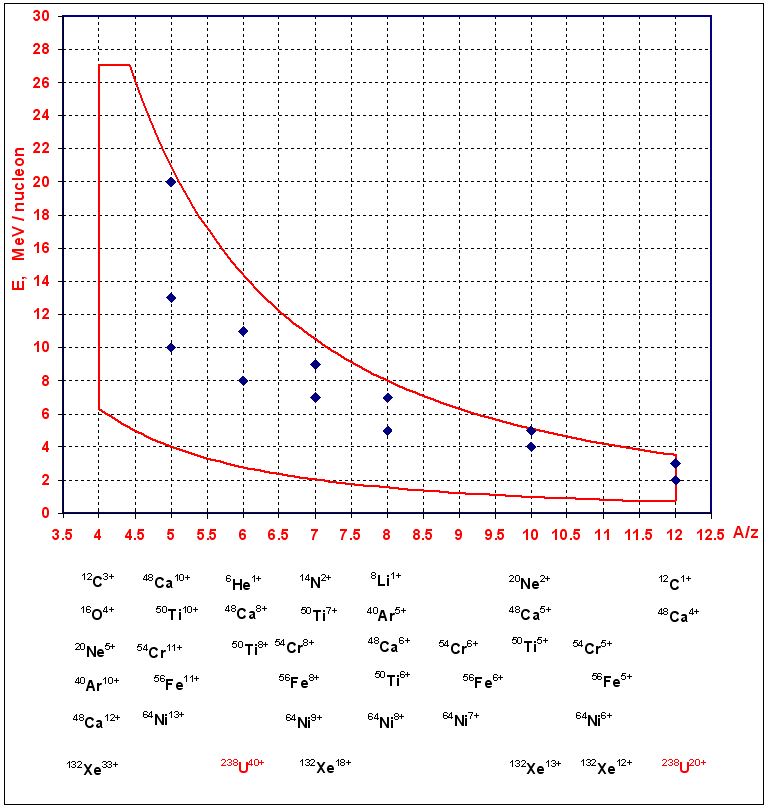 30
28
26
24
22
20
18
16
14
12
10
8
6
4
2
0
E, MeV / nucleon
3.5 4 4.5 5 5.5 6 6.5 7 7.5 8 8.5 9 9.5 10 10.5 11 11.5 12 12.5 A/z
¹²C³⁺ ⁴⁸Ca¹⁰⁺ ⁶He¹⁺ ¹⁴N²⁺ ⁸Li¹⁺ ²⁰Ne²⁺ ¹²C¹⁺
¹⁶O⁴⁺ ⁵⁰Ti¹⁰⁺ ⁴⁸Ca⁸⁺ ⁵⁰Ti⁷⁺ ⁴⁰Ar⁵⁺ ⁴⁸Ca⁵⁺ ⁴⁸Ca⁴⁺
²⁰Ne⁵⁺ ⁵⁴Cr¹¹⁺ ⁵⁰Ti⁸⁺ ⁵⁴Cr⁸⁺ ⁴⁸Ca⁶⁺ ⁵⁴Cr⁶⁺ ⁵⁰Ti⁵⁺ ⁵⁴Cr⁵⁺
⁴⁰Ar¹⁰⁺ ⁵⁶Fe¹¹⁺ ⁵⁶Fe⁸⁺ ⁵⁰Ti⁶⁺ ⁵⁶Fe⁶⁺ ⁵⁶Fe⁵⁺
⁴⁸Ca¹²⁺ ⁶⁴Ni¹³⁺ ⁶⁴Ni⁹⁺ ⁶⁴Ni⁸⁺ ⁶⁴Ni⁷⁺ ⁶⁴Ni⁶⁺
¹³²Xe³³⁺ ²³⁸U⁴⁰⁺ ¹³²Xe¹⁸⁺ ¹³²Xe¹³⁺ ¹³²Xe¹²⁺ ²³⁸U²⁰⁺